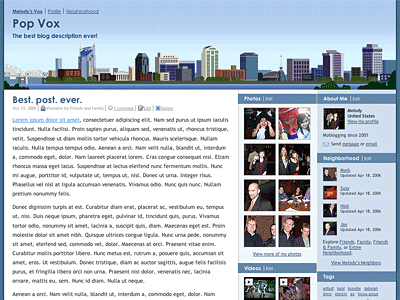 Melody's Vox | Profile | Neighborhood
Pop Vox
The best blog description ever!
Best. post. ever.
Oct 13, 2006 | Viewable by Friends and Family | 1 comment | Edit | Delete
Lorem ipsum dolor sit amet, consectetuer adipiscing elit. Nam sed purus ut ipsum iaculis
tincidunt. Nulla facilisi. Proin sapien purus, aliquam sed, venenatis ut, rhoncus tristique,
velit. Suspendisse ut diam mollis tortor vehicula rhoncus. Mauris scelerisque. Nullam
iaculis. Nulla tempus odio. Aenean a orci. Nam velit nulla, blandit ut, interdum
a, commodo eget, dolor. Nam laoreet placerat lorem. Cras congue consequat nisi. Etiam
rhoncus massa eget lacus. Suspendisse at lectus eleifend nunc fermentum mollis. Nunc
mi augue, porttitor id, vulputate ut, tempus ut, nisi. Donec ut urna. Integer risus.
Phasellus vel nisl at ligula accumsan venenatis. Vivamus odio. Nunc quis nunc. Nullam
pretium nonummy felis.
Donec dignissim turpis at est. Curabitur diam erat, placerat ac, vestibulum eu, tempus
ut, nisi. Duis neque ipsum, pharetra eget, pulvinar id, tincidunt quis, purus. Vivamus
tortor odio, nonummy sit amet, lacinia a, suscipit quis, diam. Maecenas eget est. Proin
molestie dolor sit amet nibh. Quisque ultrices congue ligula. Nunc urna pede, nonummy
sit amet, eleifend sed, commodo vel, dolor. Maecenas at orci. Praesent vitae enim.
Curabitur mollis porttitor libero. Nunc metus est, rutrum a, posuere quis, accumsan sit
amet, eros. Ut vestibulum. Donec tristique, diam ac auctor sagittis, augue felis facilisis
purus, et fringilla libero orci non urna. Praesent enim dolor, venenatis nec, lacinia
ornare, mattis eu, sem. Nunc id diam. Nulla ut neque.
Aenean a orci. Nam velit nulla, blandit ut, interdum a, commodo eget, dolor. Nam
Photos | Edit
View more of my photos
Videos | Edit
About Me | Edit
Melody
United States
View my profile
Moblogging since 2001
Send message or email
Neighborhood | Edit
Mark
Updated Apr 18, 2006
Suzy
Updated Apr 18, 2006
Nick
Updated Apr 18, 2006
Mark
Updated Apr 18, 2006
Explore Friends, Family, Friends
& Family, or Entire
Neighborhood.
View Melody's Neighbors
Tags